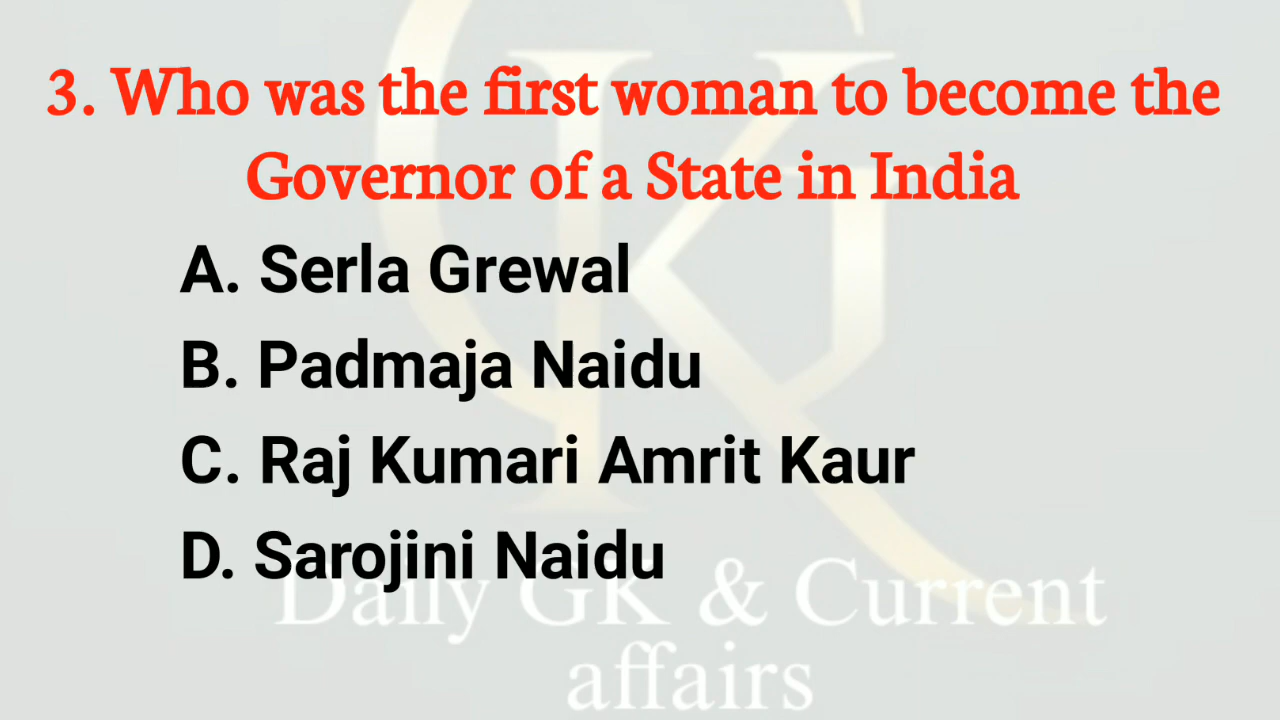 3. Who was the first woman to become the
Governor of a State in India
A. Serla Grewal
B. Padmaja Naidu
C. Raj Kumari Amrit Kaur
D. Sarojini Naidu
Daily GK & Current
affairs